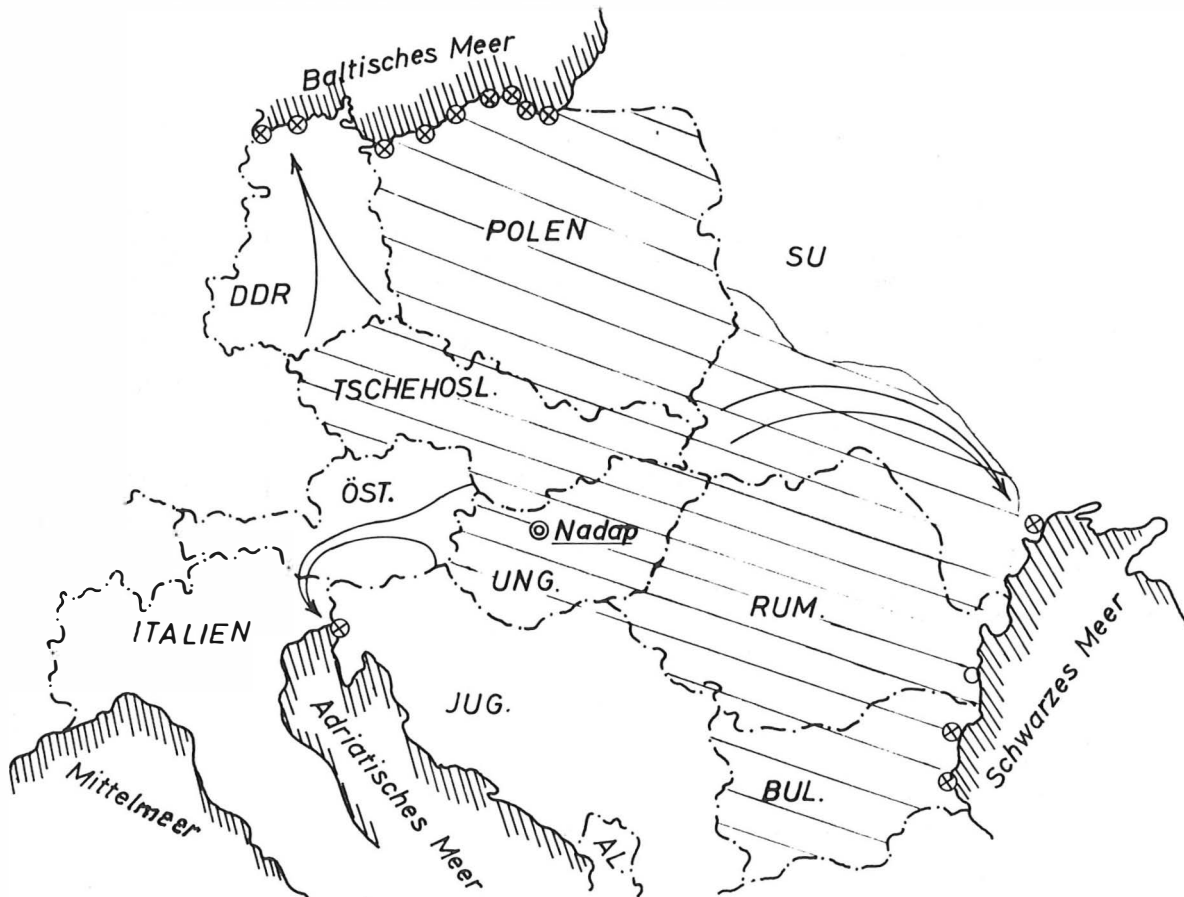 Baltisches Meer
POLEN
SU
DDR
TSCHEHOSL.
ÖST.
Nadap
UNG.
RUM.
ITALIEN
JUG.
Adriatisches Meer
Mittelmeer
Schwarzes Meer
BUL.
AL.